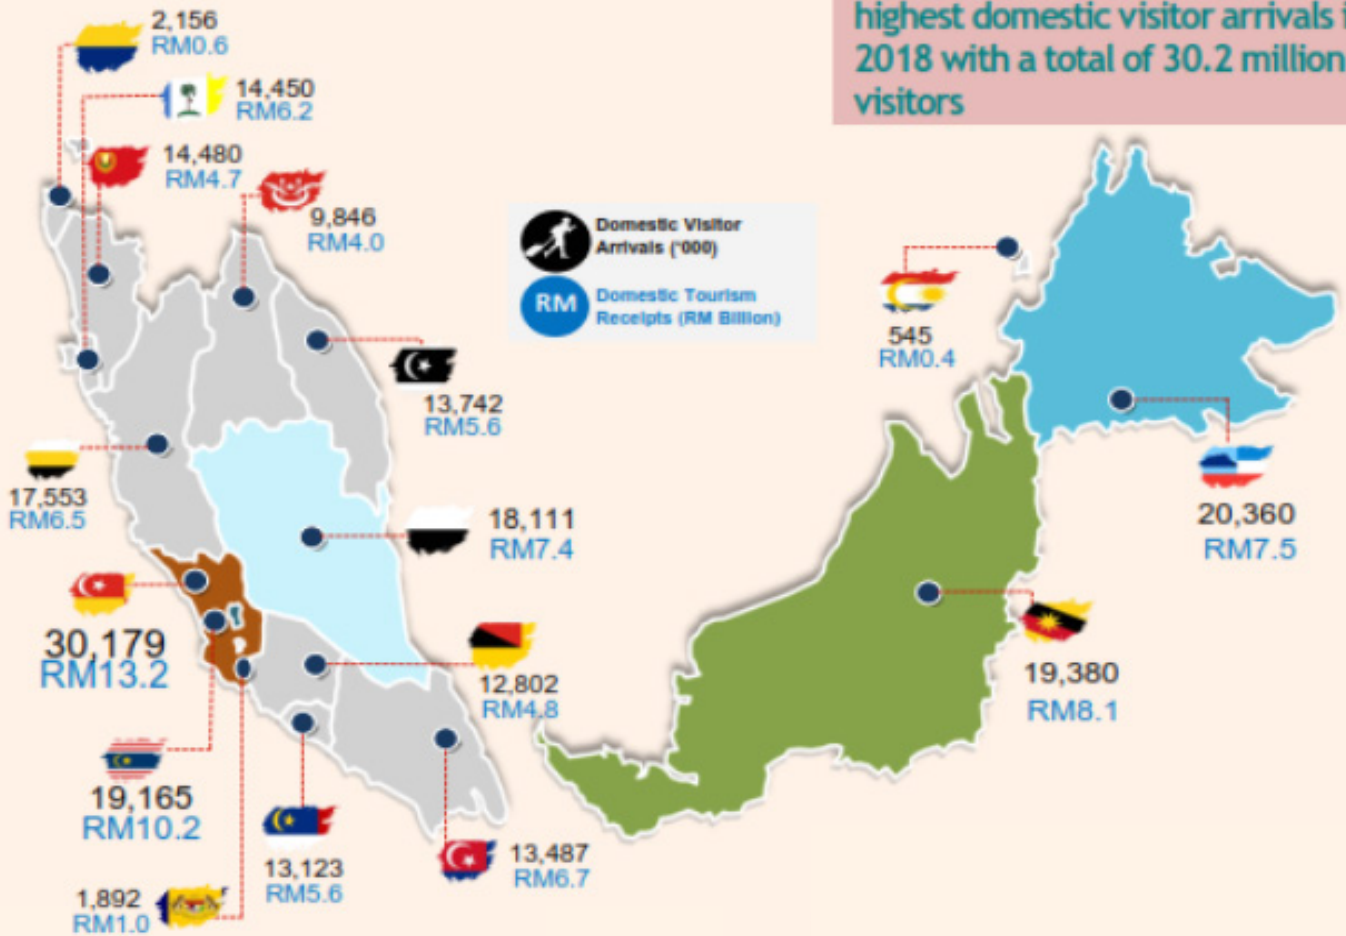 highest domestic visitor arrivals i
2018 with a total of 30.2 million
visitors
2,156
RM0.6
14,450
RM6.2
14,480
RM4.7
9,846
RM4.0
Domestic Visitor
Arrivals ('000)
RM
Domestic Tourism
Receipts (RM Billion)
545
RM0.4
13,742
RM5.6
17,553
RM6.5
18,111
RM7.4
20,360
RM7.5
30,179
RM13.2
12,802
RM4.8
19,380
RM8.1
19,165
RM10.2
13,123
RM5.6
13,487
RM6.7
1,892
RM1.0